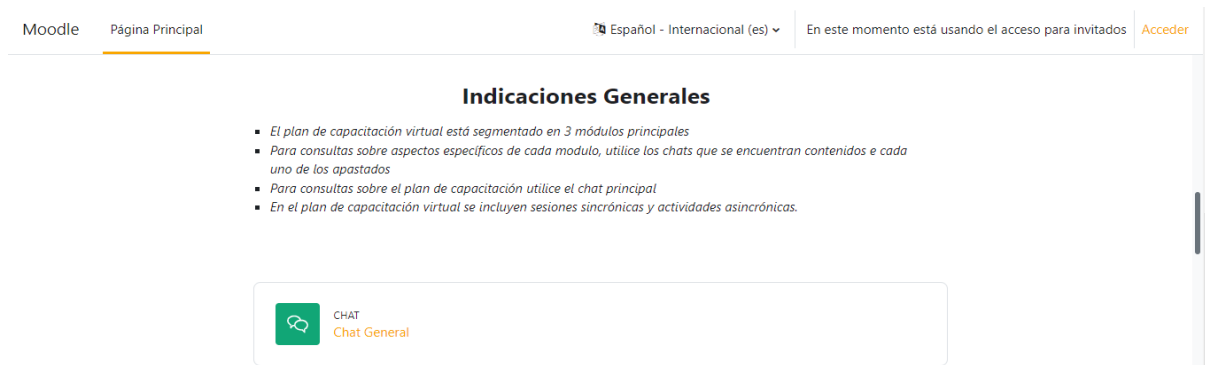 Moodle Página Principal Español - Internacional (es) En este momento está usando el acceso para invitados Acceder
Indicaciones Generales
▪ El plan de capacitación virtual está segmentado en 3 módulos principales
▪ Para consultas sobre aspectos específicos de cada modulo, utilice los chats que se encuentran contenidos e cada
uno de los apastados
▪ Para consultas sobre el plan de capacitación utilice el chat principal
▪ En el plan de capacitación virtual se incluyen sesiones sincrónicas y actividades asincrónicas.
CHAT
Chat General